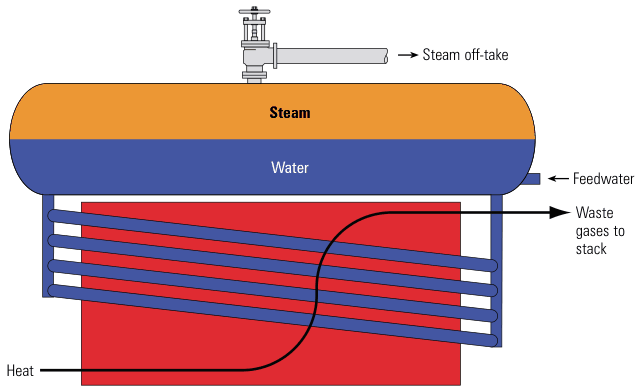 Steam off-take
Steam
Water
Feedwater
Waste
gases to
stack
Heat